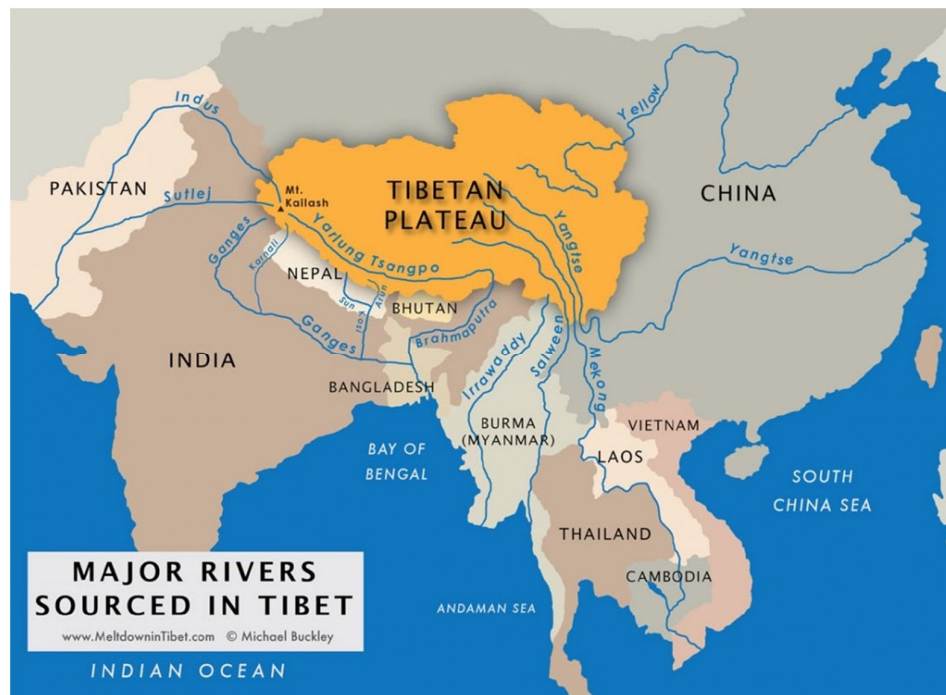 Indus
Yellow
PAKISTAN
Mt.
Kailash
TIBETAN
PLATEAU
CHINA
Sutlej
Ganges
Karnali
Yarlung Tsangpo
Yangtse
Yangtse
NEPAL
Sun Kosi
Arun
BHUTAN
Brahmaputra
Ganges
INDIA
BANGLADESH
Irrawaddy
Salween
Mekong
BURMA
(MYANMAR)
VIETNAM
LAOS
BAY OF
BENGAL
SOUTH
CHINA SEA
THAILAND
CAMBODIA
ANDAMAN SEA
MAJOR RIVERS
SOURCED IN TIBET
www.MeltdowninTibet.com © Michael Buckley
INDIAN OCEAN